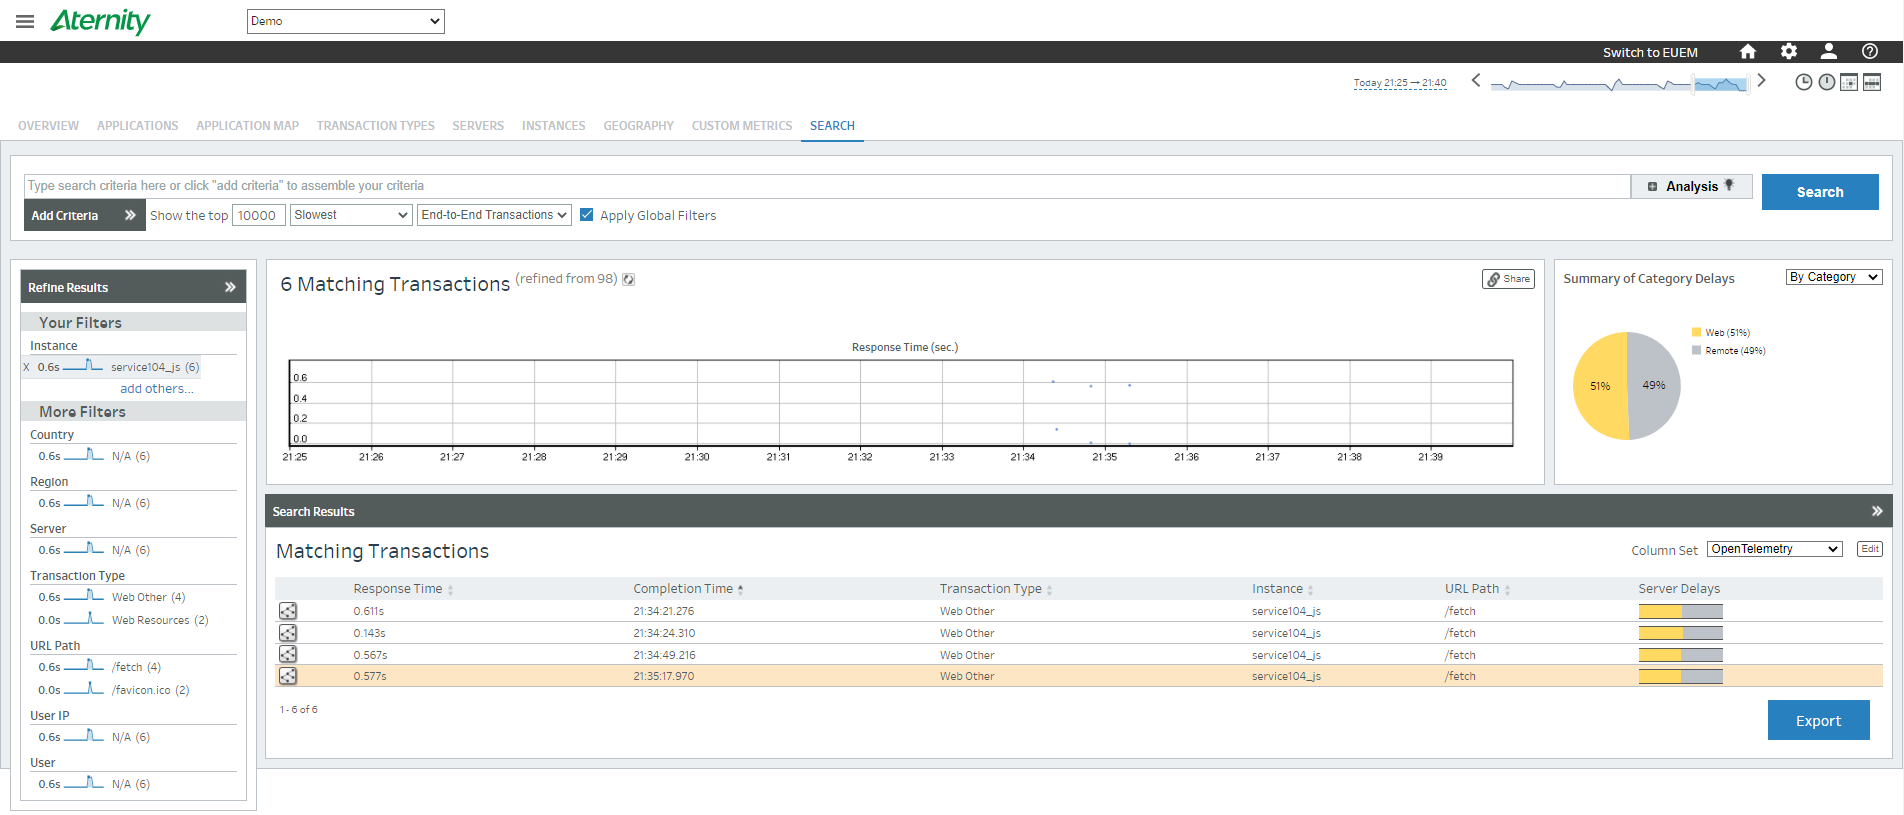 Aternity
Demo
Switch to EUEM
Today 21:25 → 21:40
OVERVIEW APPLICATIONS APPLICATION MAP TRANSACTION TYPES SERVERS INSTANCES GEOGRAPHY CUSTOM METRICS SEARCH
Type search criteria here or click "add criteria" to assemble your criteria
Analysis
Search
Add Criteria Show the top 10000 Slowest End-to-End Transactions Apply Global Filters
Refine Results
Your Filters
Instance
X 0.6s service104_js (6)
add others...
More Filters
Country
0.6s N/A (6)
Region
0.6s N/A (6)
Server
0.6s N/A (6)
Transaction Type
0.6s Web Other (4)
0.0s Web Resources (2)
URL Path
0.6s /fetch (4)
0.0s /favicon.ico (2)
User IP
0.6s N/A (6)
User
0.6s N/A (6)
6 Matching Transactions (refined from 98)
Share
Response Time (sec.)
0.6
0.4
0.2
0.0
21:25 21:26 21:27 21:28 21:29 21:30 21:31 21:32 21:33 21:34 21:35 21:36 21:37 21:38 21:39
Summary of Category Delays By Category
Web (51%)
Remote (49%)
51% 49%
Search Results
Matching Transactions
Column Set OpenTelemetry Edit
Response Time Completion Time Transaction Type Instance URL Path Server Delays
0.611s 21:34:21.276 Web Other service104_js /fetch
0.143s 21:34:24.310 Web Other service104_js /fetch
0.567s 21:34:49.216 Web Other service104_js /fetch
0.577s 21:35:17.970 Web Other service104_js /fetch
1 - 6 of 6
Export